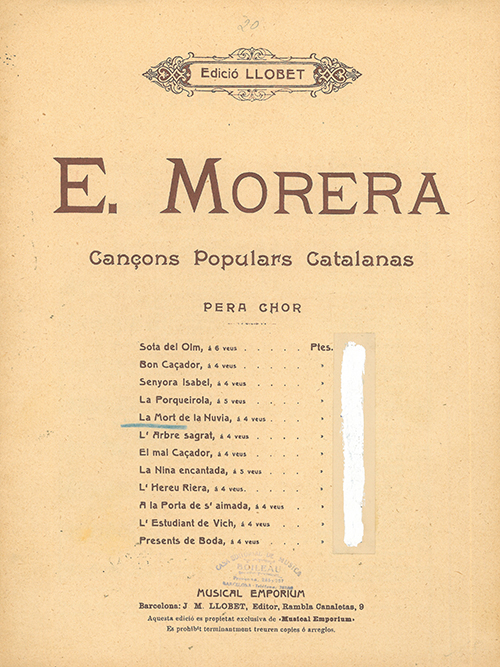 20
Edició LLOBET
E. MORERA
Cançons Populars Catalanas
PERA CHOR
Sota del Olm, á 6 veus . . . . . Ptes.
Bon Caçador, á 4 veus . . . . . »
Senyora Isabel, á 4 veus . . . . »
La Porqueirola, á 5 veus . . . . »
La Mort de la Nuvia, á 4 veus . . . »
L' Arbre sagrat, á 4 veus . . . . »
El mal Caçador, á 4 veus . . . . »
La Nina encantada, á 5 veus . . . »
L' Hereu Riera, á 4 veus. . . . . »
A la Porta de s' aimada, á 4 veus . . »
L' Estudiant de Vich, á 4 veus . . . »
Presents de Boda, á 4 veus . . . . »
BOILEAU
MUSICAL EMPORIUM
Barcelona: J M. LLOBET, Editor, Rambla Canaletas, 9
Aquesta edició es propietat exclusiva de «Musical Emporium»
Es prohibit terminantment treuren copies ó arreglos.